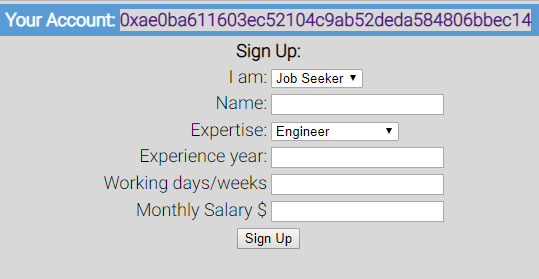 Your Account: 0xae0ba611603ec52104c9ab52deda584806bbec14
Sign Up:
I am: Job Seeker
Name:
Expertise: Engineer
Experience year:
Working days/weeks
Monthly Salary $
Sign Up